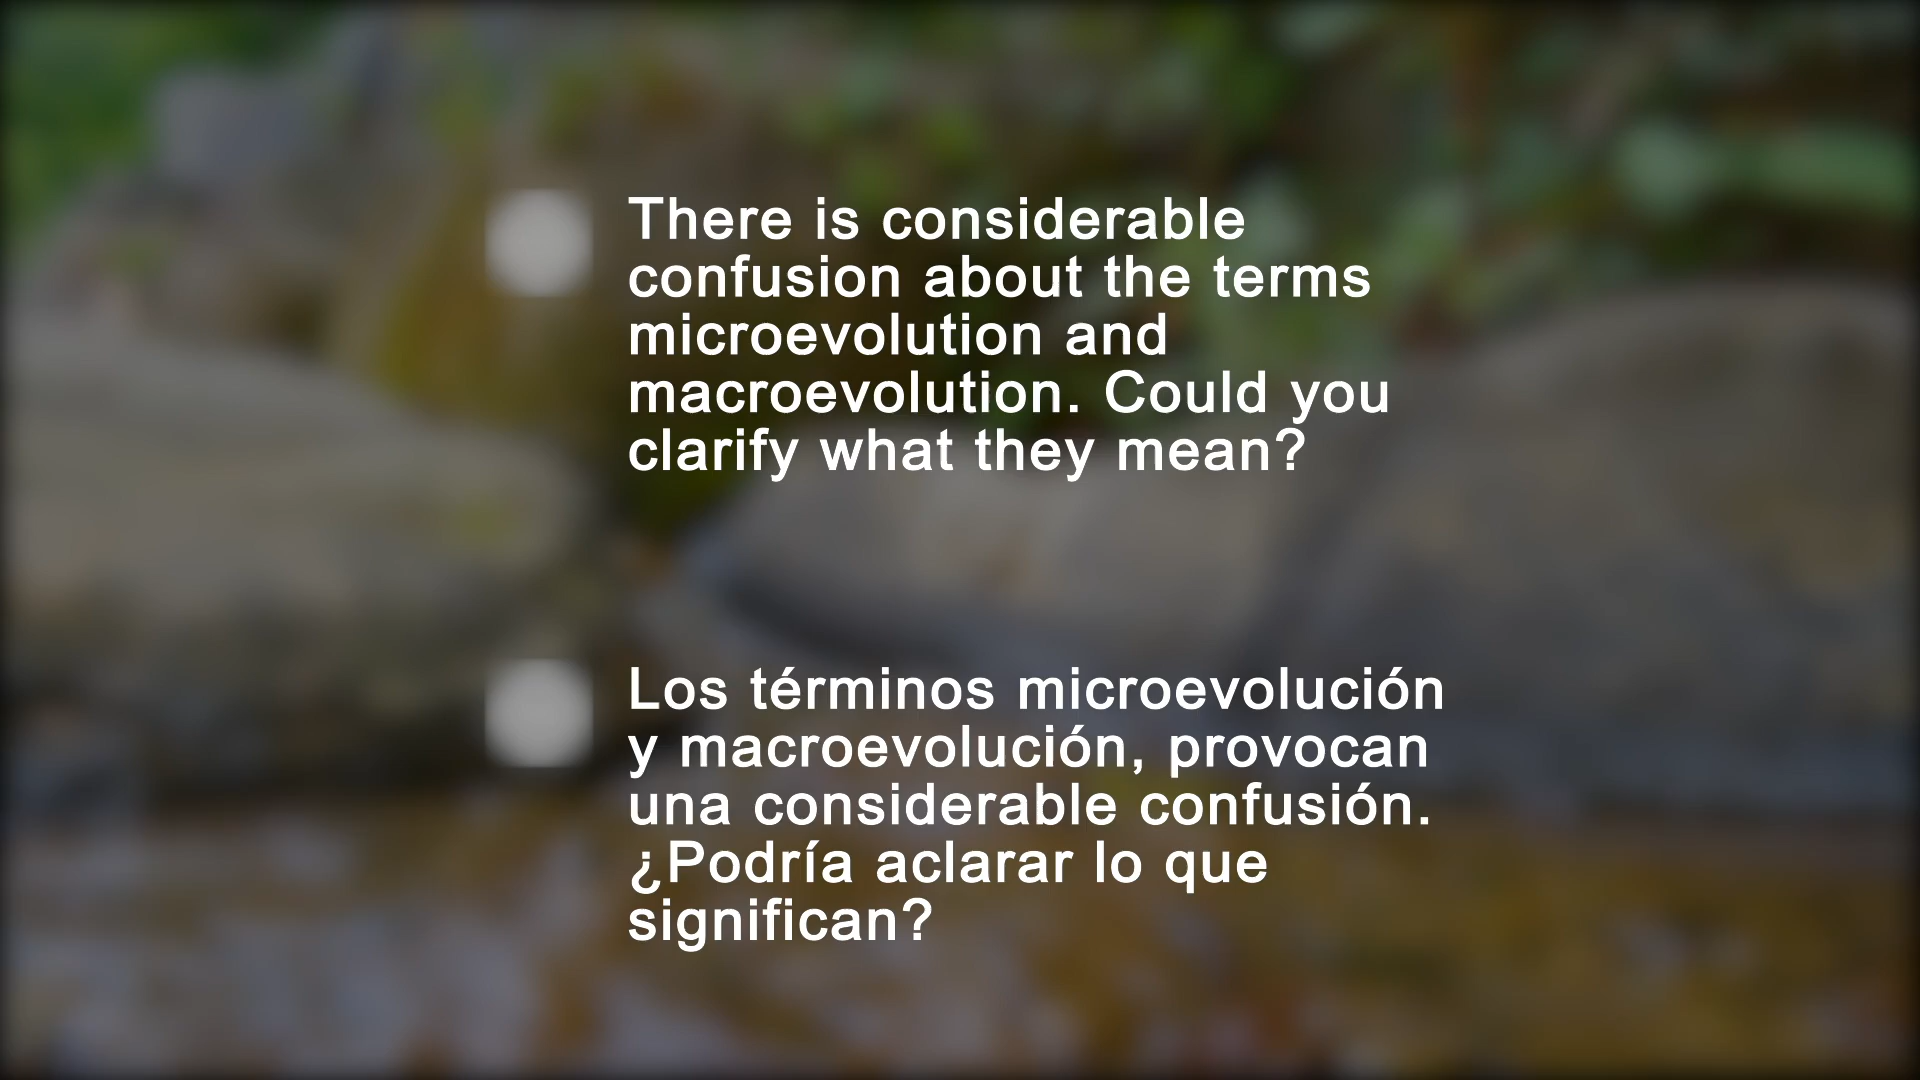 There is considerable
confusion about the terms
microevolution and
macroevolution. Could you
clarify what they mean?
Los términos microevolución
y macroevolución, provocan
una considerable confusión.
¿Podría aclarar lo que
significan?